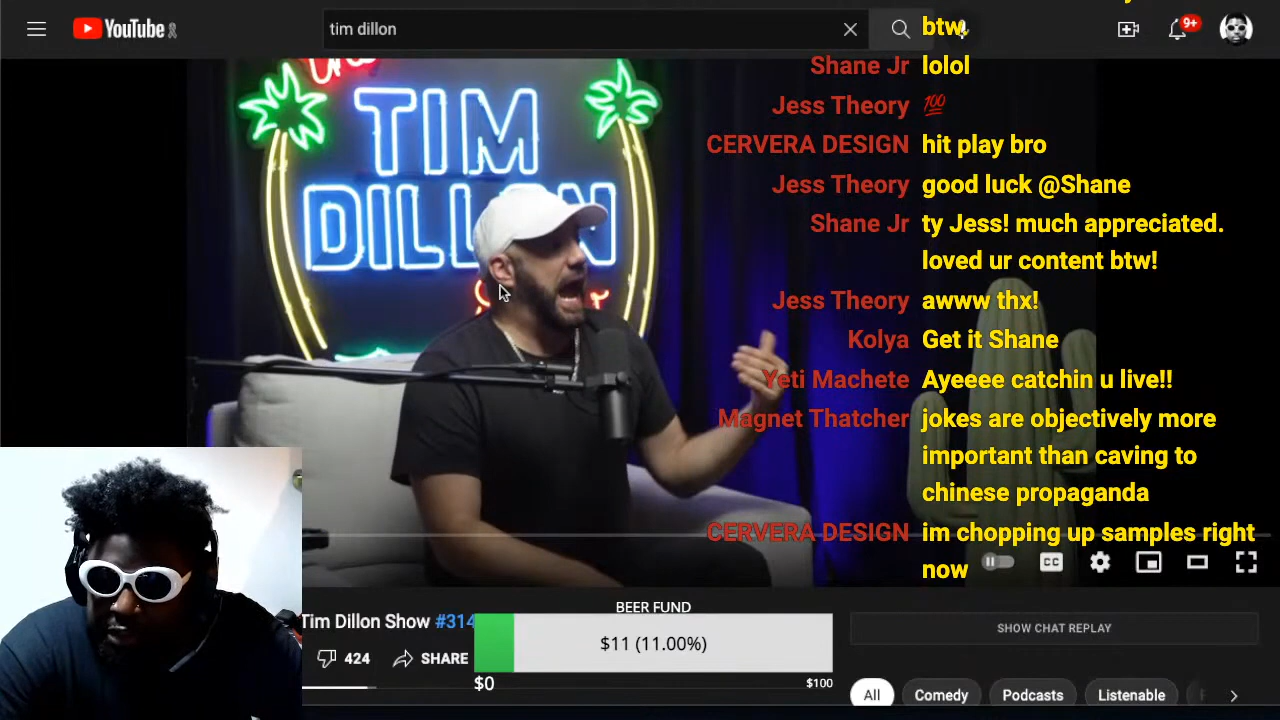 YouTube
tim dillon
9+
btw
Shane Jr lolol
Jess Theory 💯
CERVERA DESIGN hit play bro
Jess Theory good luck @Shane
Shane Jr ty Jess! much appreciated.
loved ur content btw!
Jess Theory awww thx!
Kolya Get it Shane
Yeti Machete Ayeeee catchin u live!!
Magnet Thatcher jokes are objectively more
important than caving to
chinese propaganda
CERVERA DESIGN im chopping up samples right
now
TIM
DILLON
CC
Tim Dillon Show #314
424 SHARE
BEER FUND
$11 (11.00%)
$0 $100
SHOW CHAT REPLAY
All Comedy Podcasts Listenable